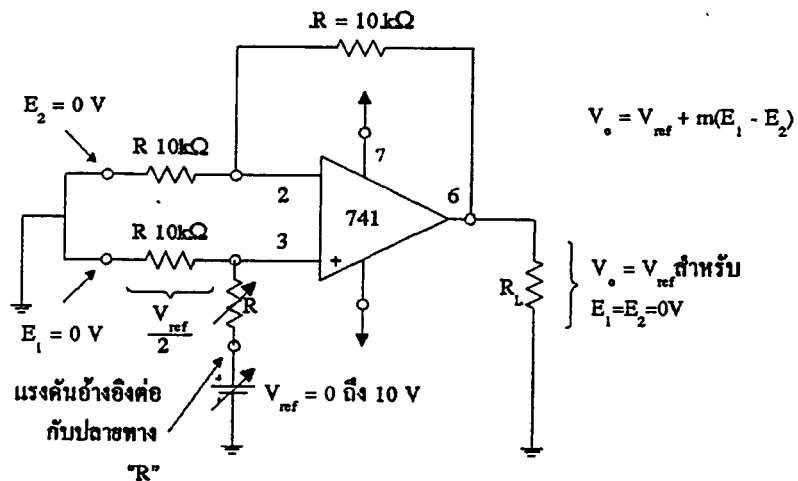 R = 10kΩ
E₂ = 0 V
Vₒ = V_ref + m(E₁ - E₂)
R 10kΩ
7
2
6
741
R 10kΩ
3
+
R
V_ref
2
E₁ = 0 V
R_L
Vₒ = V_ref สำหรับ
E₁=E₂=0V
แรงดันอ้างอิงต่อ
กับปลายทาง
"R"
V_ref = 0 ถึง 10 V